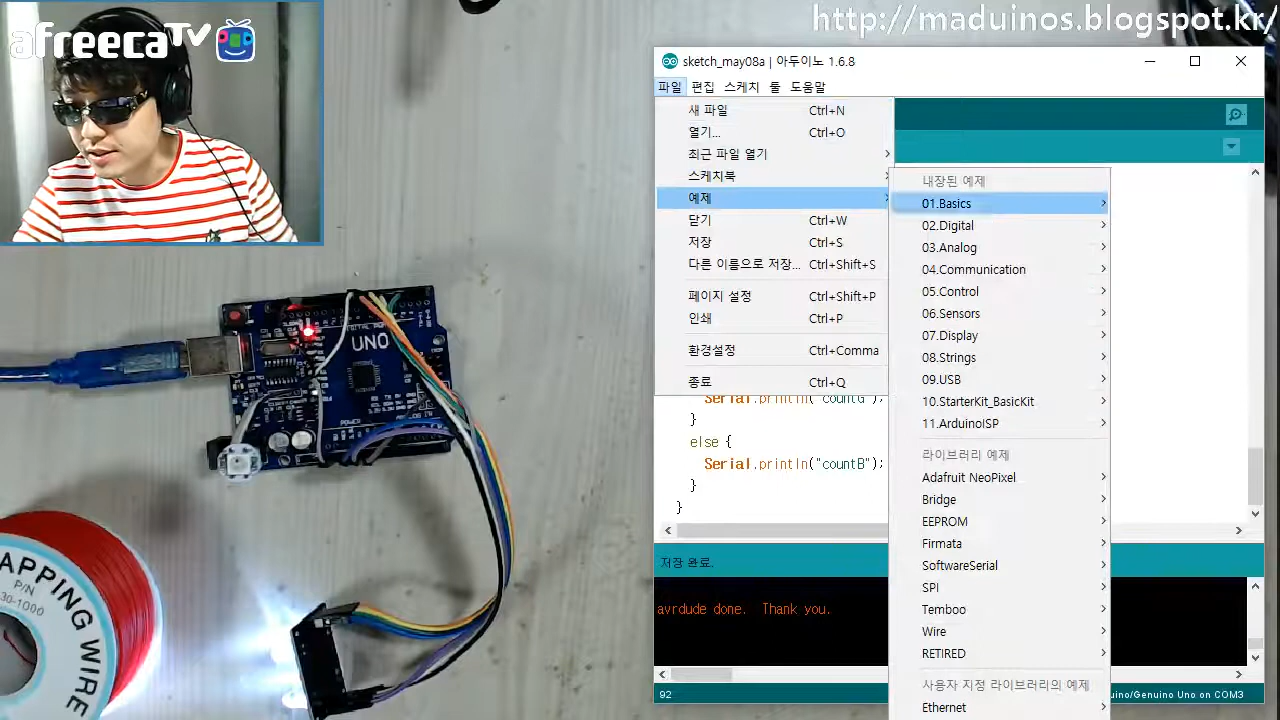 afreecaTV
http://maduinos.blogspot.kr/
sketch_may08a | 아두이노 1.6.8
파일 편집 스케치 툴 도움말
새 파일 Ctrl+N
열기... Ctrl+O
최근 파일 열기
스케치북
예제
닫기 Ctrl+W
저장 Ctrl+S
다른 이름으로 저장... Ctrl+Shift+S
페이지 설정 Ctrl+Shift+P
인쇄 Ctrl+P
환경설정 Ctrl+Comma
종료 Ctrl+Q
내장된 예제
01.Basics
02.Digital
03.Analog
04.Communication
05.Control
06.Sensors
07.Display
08.Strings
09.USB
10.StarterKit_BasicKit
11.ArduinoISP
라이브러리 예제
Adafruit NeoPixel
Bridge
EEPROM
Firmata
SoftwareSerial
SPI
Temboo
Wire
RETIRED
사용자 지정 라이브러리의 예제
Ethernet
Serial.println("countG");
}
else {
Serial.println("countB");
}
}
저장 완료.
avrdude done. Thank you.
92
uino/Genuino Uno on COM3
UNO
POWER
APPING WIRE
P/N
30-1000